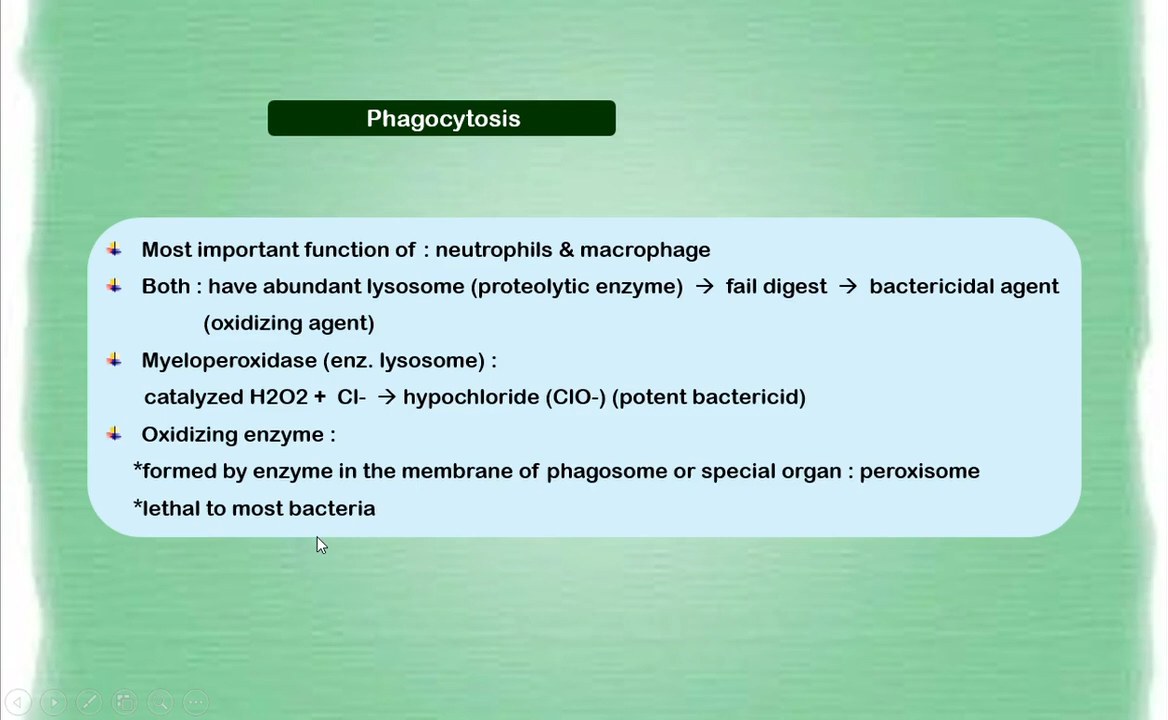 Phagocytosis
Most important function of : neutrophils & macrophage
Both : have abundant lysosome (proteolytic enzyme) → fail digest → bactericidal agent
(oxidizing agent)
Myeloperoxidase (enz. lysosome) :
catalyzed H2O2 + Cl- → hypochloride (ClO-) (potent bactericid)
Oxidizing enzyme :
*formed by enzyme in the membrane of phagosome or special organ : peroxisome
*lethal to most bacteria